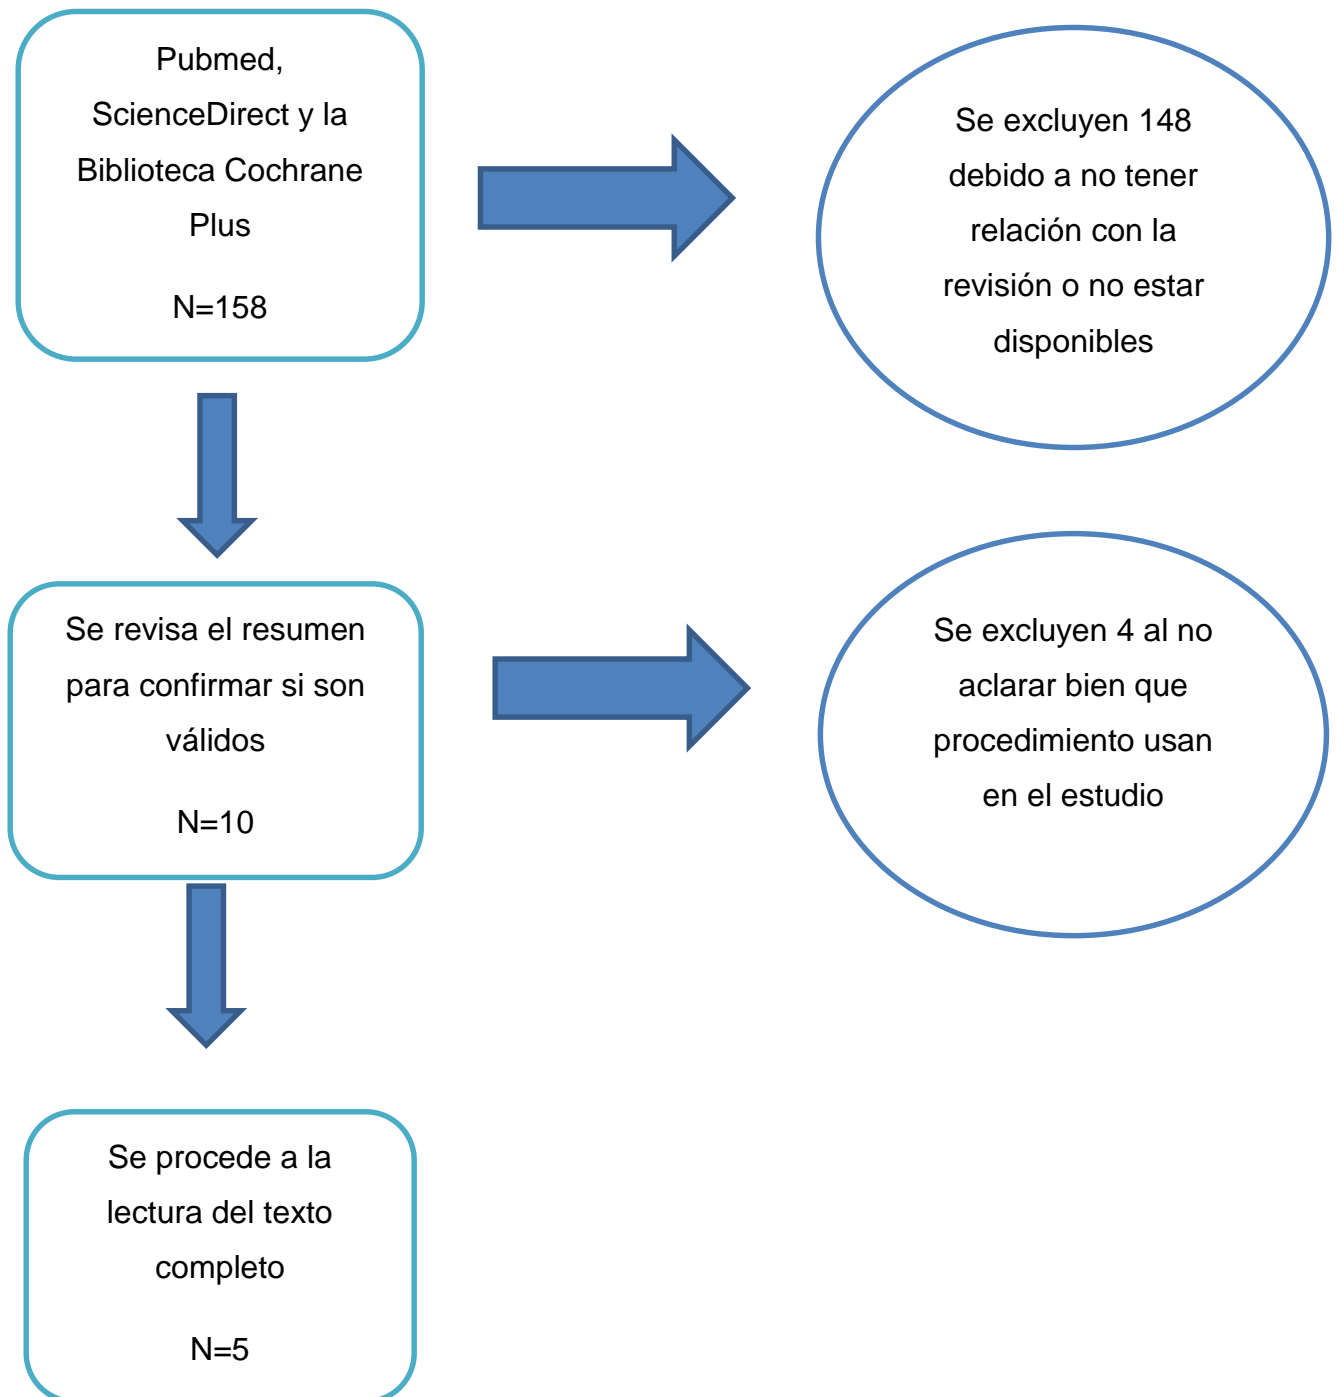 Pubmed,
ScienceDirect y la
Biblioteca Cochrane
Plus
N=158
Se excluyen 148
debido a no tener
relación con la
revisión o no estar
disponibles
Se revisa el resumen
para confirmar si son
válidos
N=10
Se excluyen 4 al no
aclarar bien que
procedimiento usan
en el estudio
Se procede a la
lectura del texto
completo
N=5